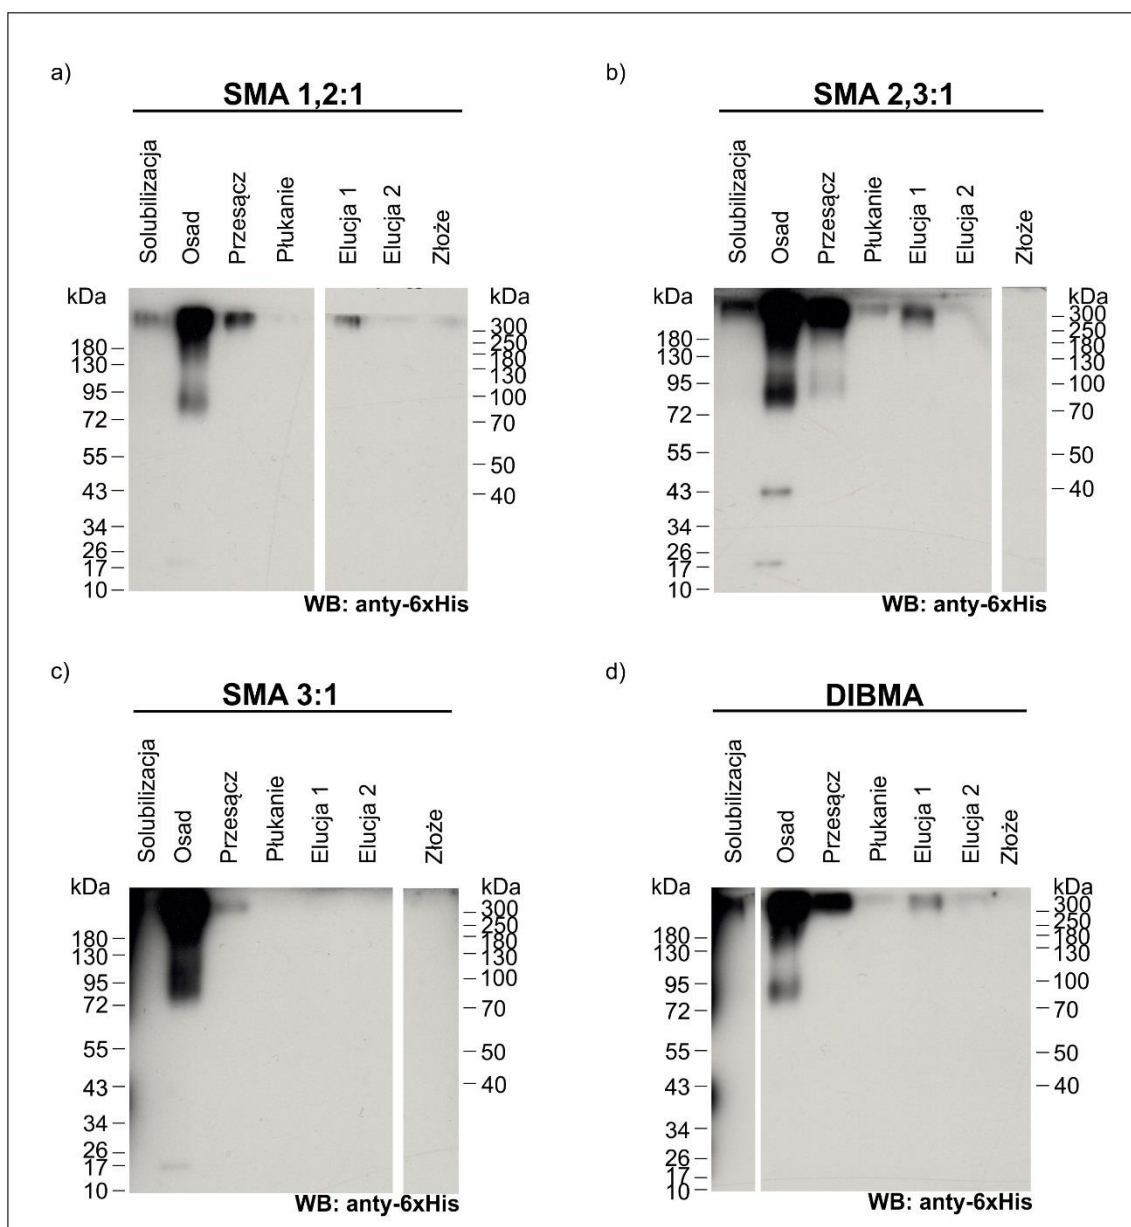 a)
SMA 1,2:1
Solubilizacja
Osad
Przesącz
Płukanie
Elucja 1
Elucja 2
Złoże
kDa
180
130
95
72
55
43
34
26
17
10
kDa
300
250
180
130
100
70
50
40
WB: anty-6xHis
b)
SMA 2,3:1
Solubilizacja
Osad
Przesącz
Płukanie
Elucja 1
Elucja 2
Złoże
kDa
180
130
95
72
55
43
34
26
17
10
kDa
300
250
180
130
100
70
50
40
WB: anty-6xHis
c)
SMA 3:1
Solubilizacja
Osad
Przesącz
Płukanie
Elucja 1
Elucja 2
Złoże
kDa
180
130
95
72
55
43
34
26
17
10
kDa
300
250
180
130
100
70
50
40
WB: anty-6xHis
d)
DIBMA
Solubilizacja
Osad
Przesącz
Płukanie
Elucja 1
Elucja 2
Złoże
kDa
180
130
95
72
55
43
34
26
17
10
kDa
300
250
180
130
100
70
50
40
WB: anty-6xHis